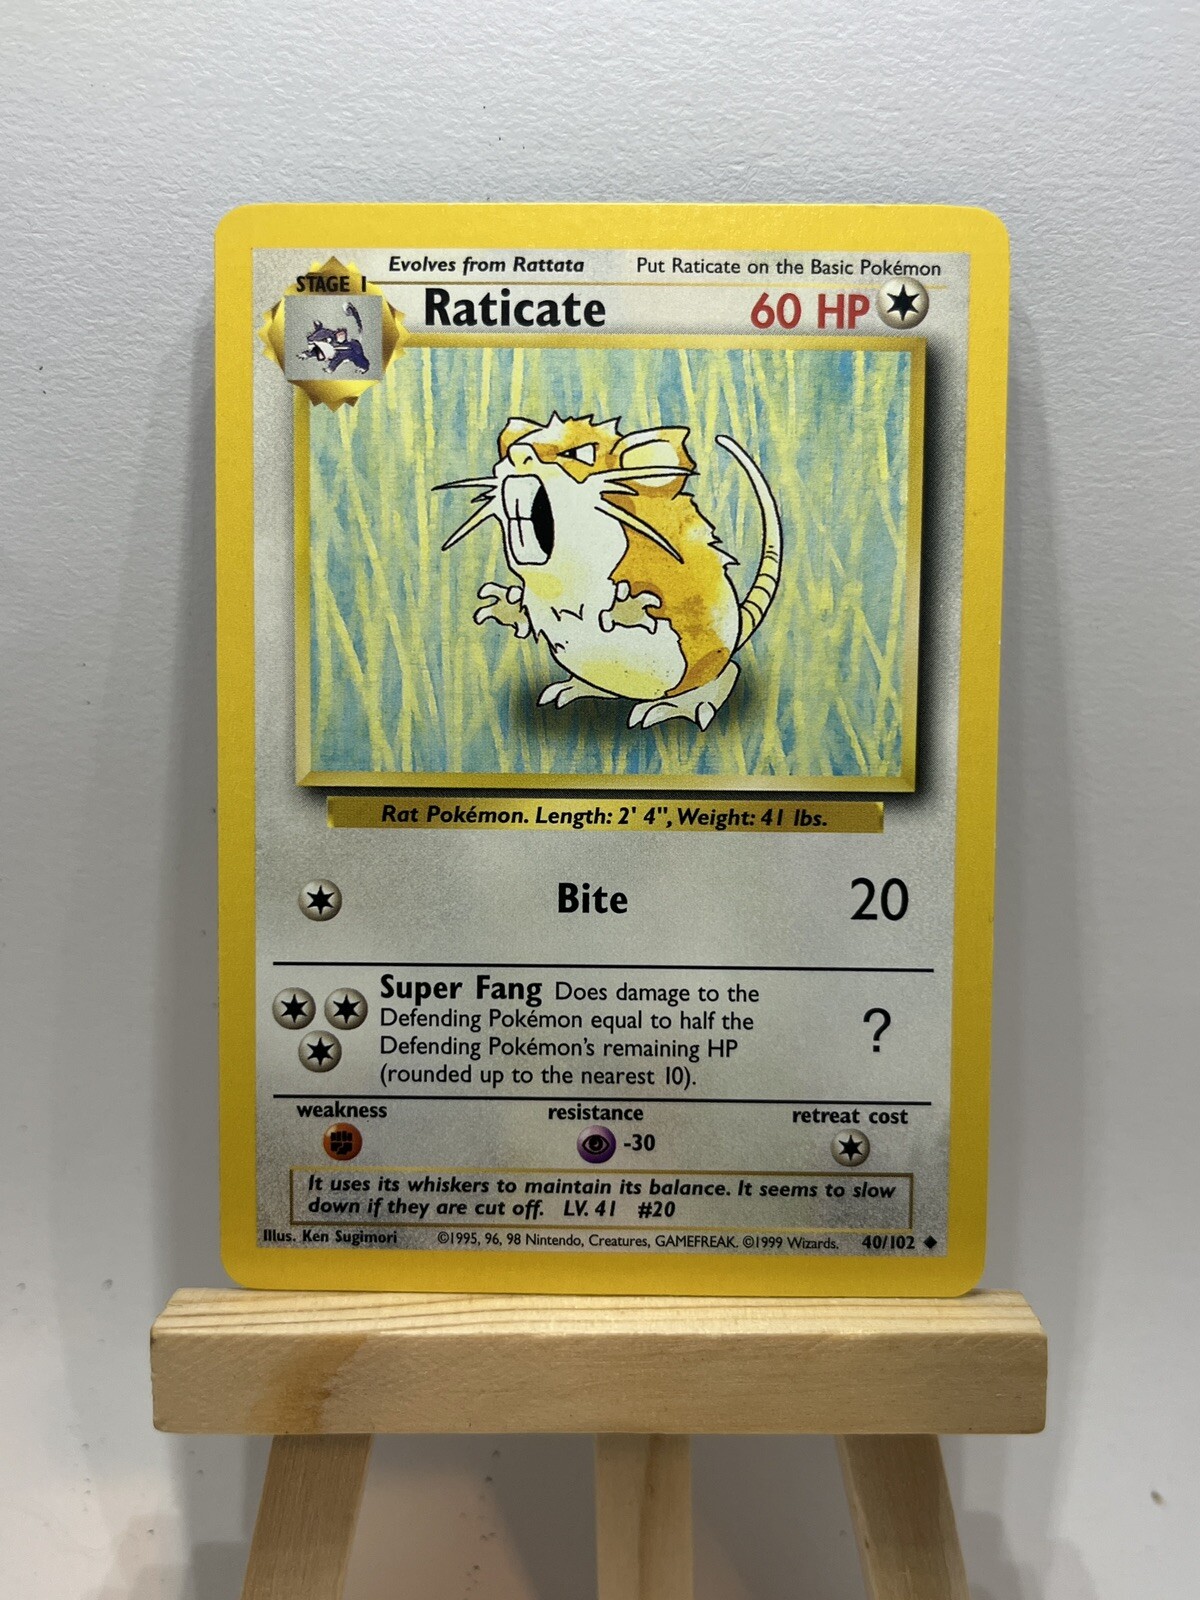 Evolves from Rattata Put Raticate on the Basic Pokémon
STAGE 1
Raticate 60 HP
Rat Pokémon. Length: 2' 4", Weight: 41 lbs.
Bite 20
Super Fang Does damage to the
Defending Pokémon equal to half the
Defending Pokémon's remaining HP
(rounded up to the nearest 10).
?
weakness resistance retreat cost
-30
It uses its whiskers to maintain its balance. It seems to slow
down if they are cut off. LV. 41 #20
Illus. Ken Sugimori ©1995, 96, 98 Nintendo, Creatures, GAMEFREAK. ©1999 Wizards. 40/102